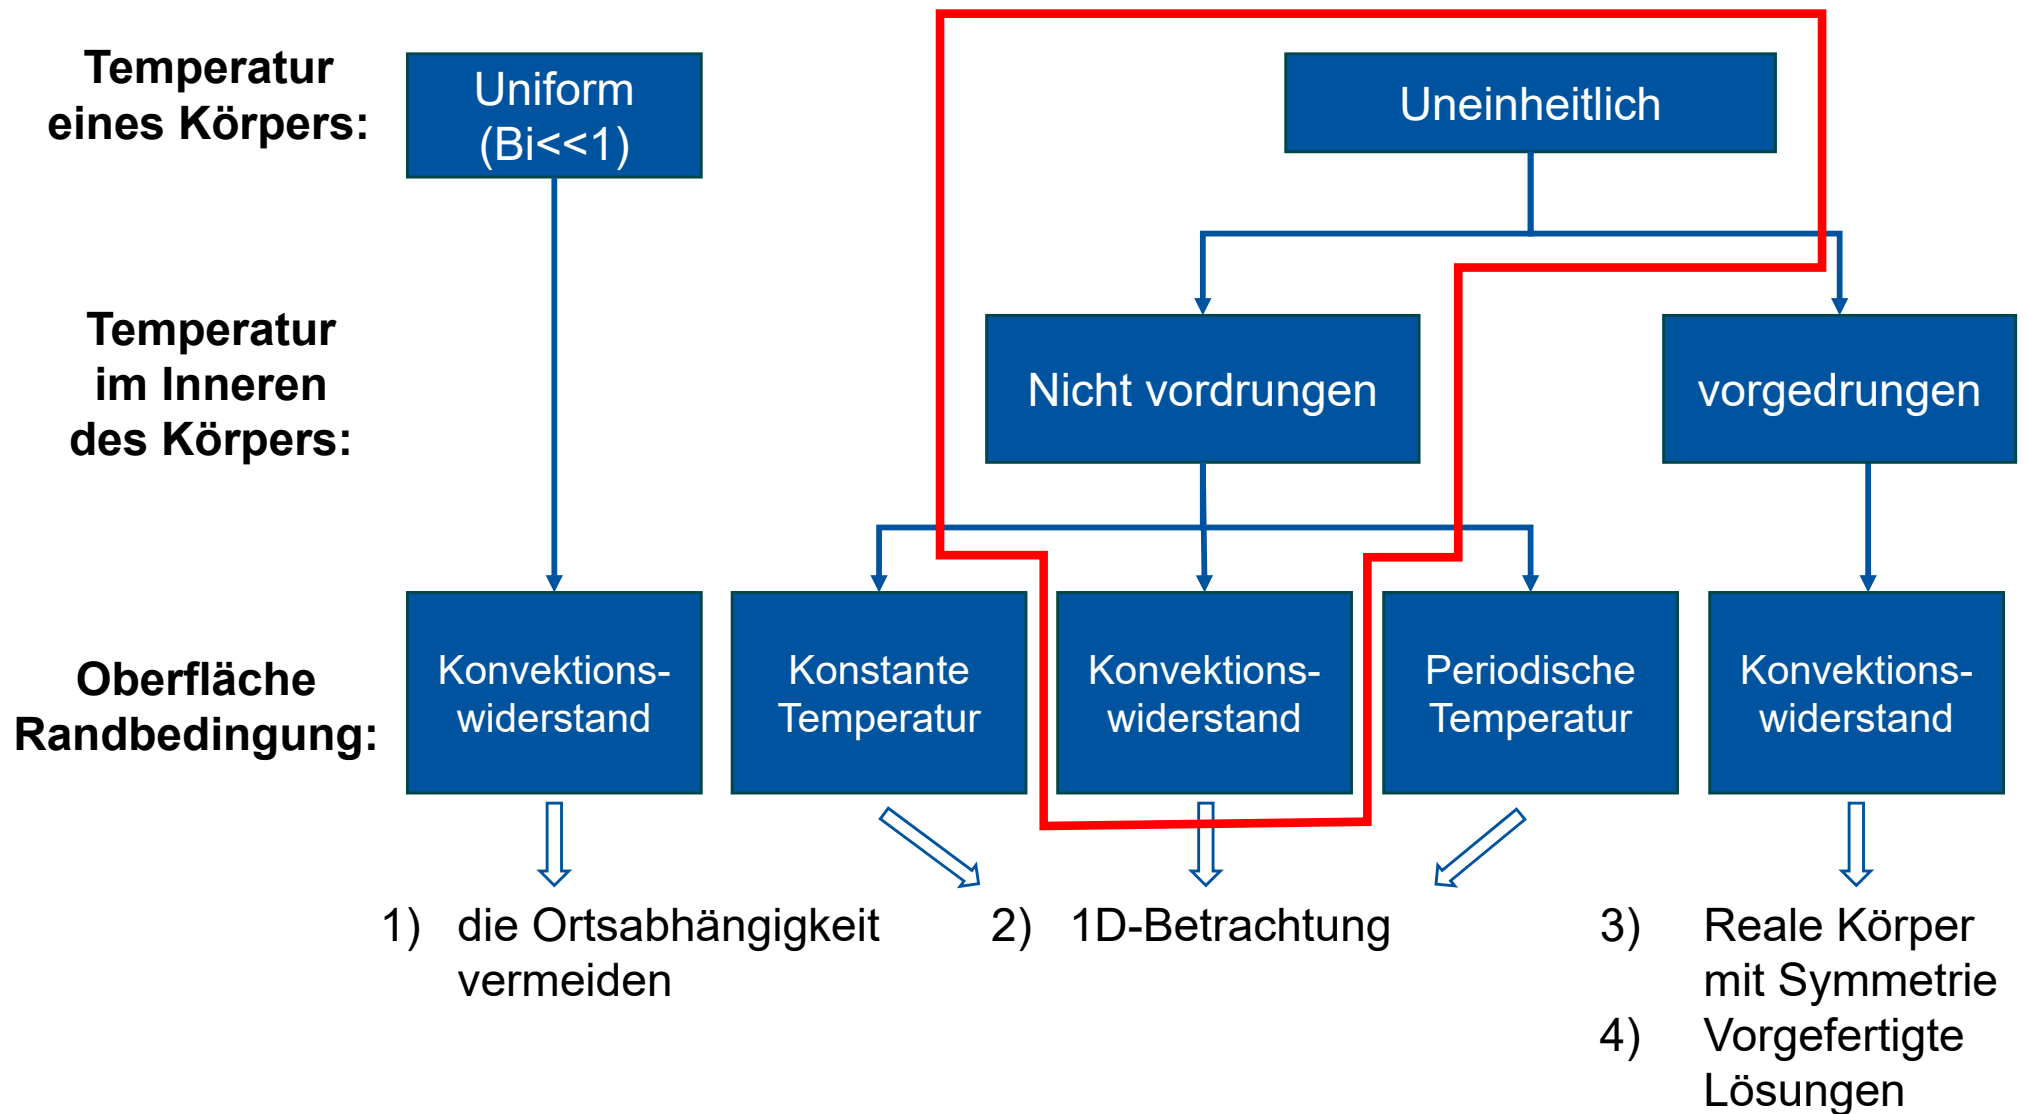 Temperatur
eines Körpers:
Uniform
(Bi<<1)
Uneinheitlich
Temperatur
im Inneren
des Körpers:
Nicht vordrungen
vorgedrungen
Oberfläche
Randbedingung:
Konvektions-
widerstand
Konstante
Temperatur
Konvektions-
widerstand
Periodische
Temperatur
Konvektions-
widerstand
1) die Ortsabhängigkeit
vermeiden
2) 1D-Betrachtung
3) Reale Körper
mit Symmetrie
4) Vorgefertigte
Lösungen